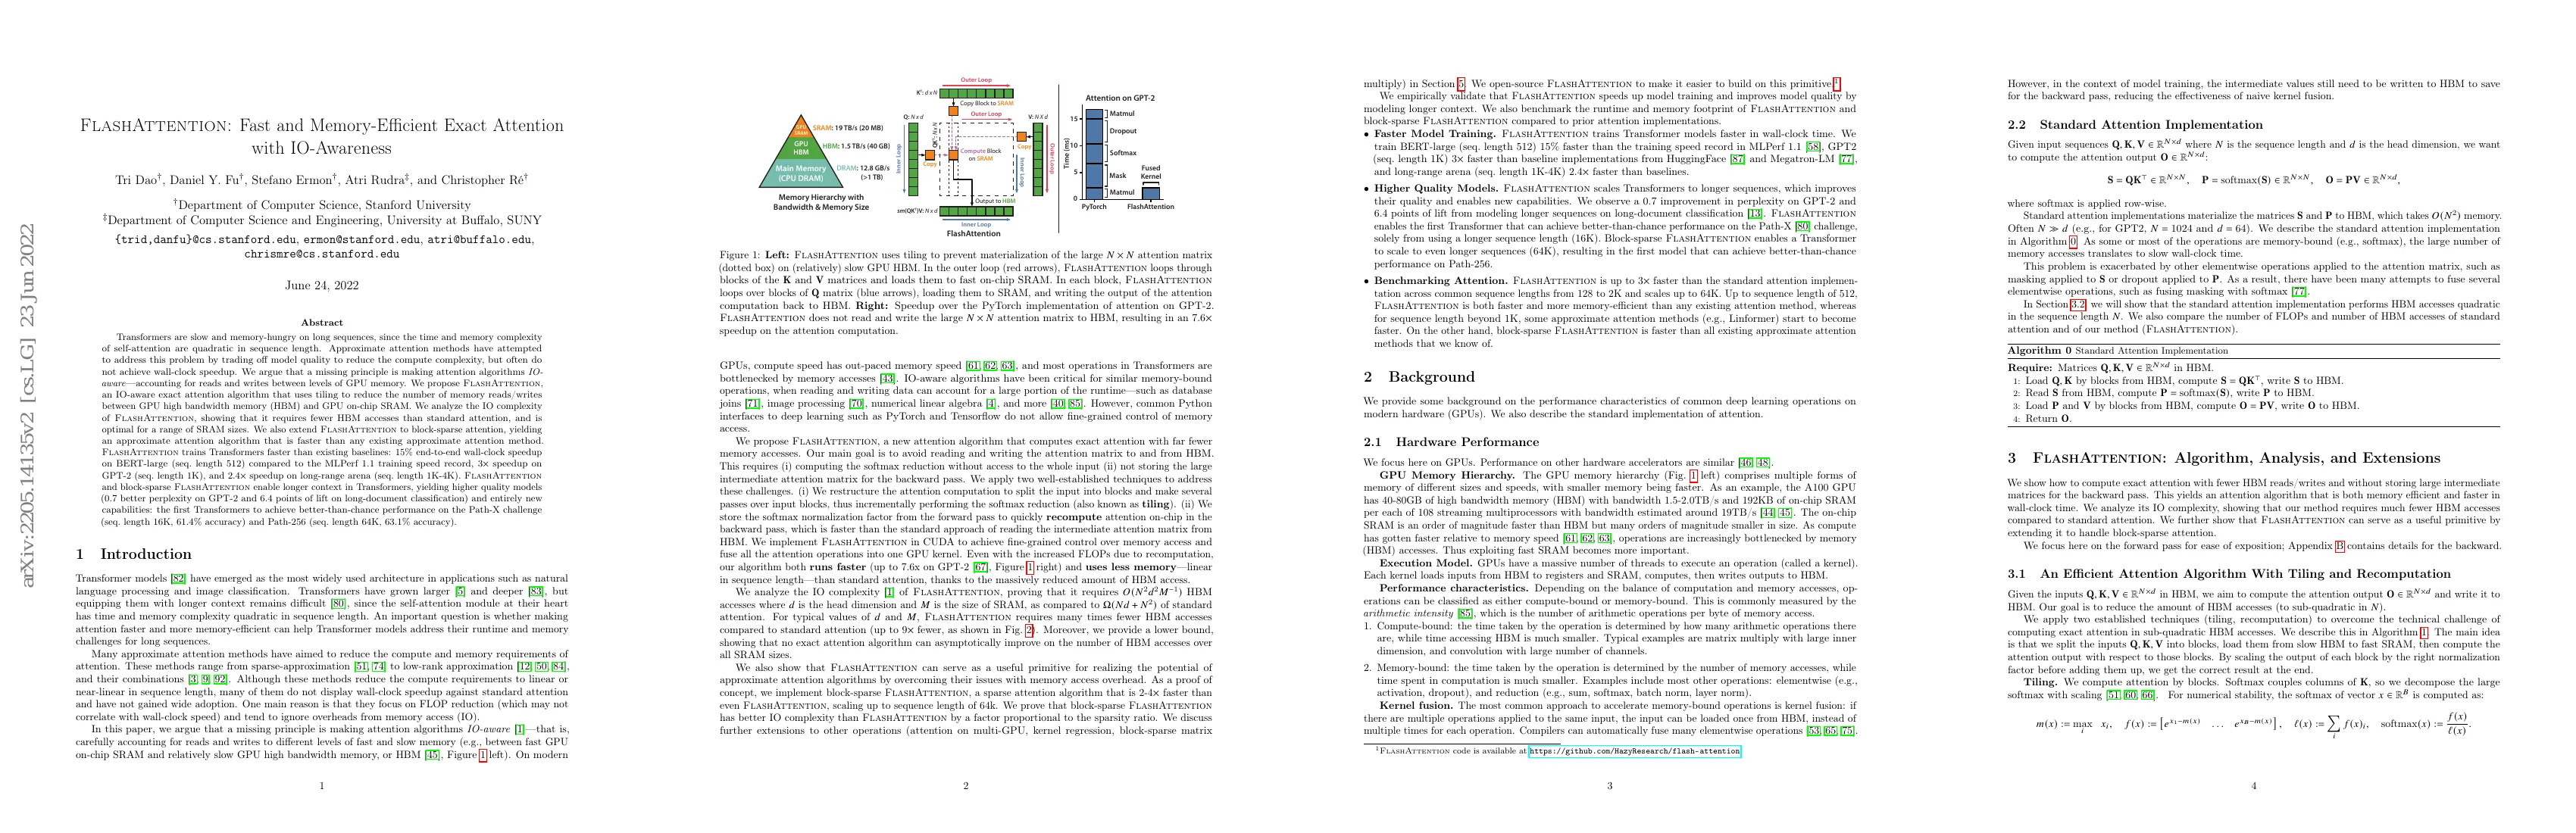 arXiv:2205.14135v2 [cs.LG] 23 Jun 2022
FLASHATTENTION: Fast and Memory-Efficient Exact Attention
with IO-Awareness
Tri Dao†, Daniel Y. Fu†, Stefano Ermon†, Atri Rudra‡, and Christopher Ré†
†Department of Computer Science, Stanford University
‡Department of Computer Science and Engineering, University at Buffalo, SUNY
{trid,danfu}@cs.stanford.edu, ermon@stanford.edu, atri@buffalo.edu,
chrismre@cs.stanford.edu
June 24, 2022
Abstract
Transformers are slow and memory-hungry on long sequences, since the time and memory complexity
of self-attention are quadratic in sequence length. Approximate attention methods have attempted
to address this problem by trading off model quality to reduce the compute complexity, but often do
not achieve wall-clock speedup. We argue that a missing principle is making attention algorithms IO-
aware—accounting for reads and writes between levels of GPU memory. We propose FLASHATTENTION,
an IO-aware exact attention algorithm that uses tiling to reduce the number of memory reads/writes
between GPU high bandwidth memory (HBM) and GPU on-chip SRAM. We analyze the IO complexity
of FLASHATTENTION, showing that it requires fewer HBM accesses than standard attention, and is
optimal for a range of SRAM sizes. We also extend FLASHATTENTION to block-sparse attention, yielding
an approximate attention algorithm that is faster than any existing approximate attention method.
FLASHATTENTION trains Transformers faster than existing baselines: 15% end-to-end wall-clock speedup
on BERT-large (seq. length 512) compared to the MLPerf 1.1 training speed record, 3× speedup on
GPT-2 (seq. length 1K), and 2.4× speedup on long-range arena (seq. length 1K-4K). FLASHATTENTION
and block-sparse FLASHATTENTION enable longer context in Transformers, yielding higher quality models
(0.7 better perplexity on GPT-2 and 6.4 points of lift on long-document classification) and entirely new
capabilities: the first Transformers to achieve better-than-chance performance on the Path-X challenge
(seq. length 16K, 61.4% accuracy) and Path-256 (seq. length 64K, 63.1% accuracy).
1 Introduction
Transformer models [82] have emerged as the most widely used architecture in applications such as natural
language processing and image classification. Transformers have grown larger [5] and deeper [83], but
equipping them with longer context remains difficult [80], since the self-attention module at their heart
has time and memory complexity quadratic in sequence length. An important question is whether making
attention faster and more memory-efficient can help Transformer models address their runtime and memory
challenges for long sequences.
Many approximate attention methods have aimed to reduce the compute and memory requirements of
attention. These methods range from sparse-approximation [51, 74] to low-rank approximation [12, 50, 84],
and their combinations [3, 9, 92]. Although these methods reduce the compute requirements to linear or
near-linear in sequence length, many of them do not display wall-clock speedup against standard attention
and have not gained wide adoption. One main reason is that they focus on FLOP reduction (which may not
correlate with wall-clock speed) and tend to ignore overheads from memory access (IO).
In this paper, we argue that a missing principle is making attention algorithms IO-aware [1]—that is,
carefully accounting for reads and writes to different levels of fast and slow memory (e.g., between fast GPU
on-chip SRAM and relatively slow GPU high bandwidth memory, or HBM [45], Figure 1 left). On modern
1
GPU
SRAM
GPU
HBM
Main Memory
(CPU DRAM)
SRAM: 19 TB/s (20 MB)
HBM: 1.5 TB/s (40 GB)
DRAM: 12.8 GB/s
(>1 TB)
Memory Hierarchy with
Bandwidth & Memory Size
Outer Loop
Kᵀ: d x N
Copy Block to SRAM
Outer Loop
Q: N x d
V: N X d
QKᵀ: N x N
Inner Loop
Copy
Compute Block
on SRAM
Copy
Inner Loop
Outer Loop
Output to HBM
sm(QKᵀ)V: N x d
Inner Loop
FlashAttention
Attention on GPT-2
Time (ms)
15
10
5
0
Matmul
Dropout
Softmax
Mask
Matmul
Fused
Kernel
PyTorch FlashAttention
Figure 1: Left: FLASHATTENTION uses tiling to prevent materialization of the large N × N attention matrix
(dotted box) on (relatively) slow GPU HBM. In the outer loop (red arrows), FLASHATTENTION loops through
blocks of the K and V matrices and loads them to fast on-chip SRAM. In each block, FLASHATTENTION
loops over blocks of Q matrix (blue arrows), loading them to SRAM, and writing the output of the attention
computation back to HBM. Right: Speedup over the PyTorch implementation of attention on GPT-2.
FLASHATTENTION does not read and write the large N × N attention matrix to HBM, resulting in an 7.6×
speedup on the attention computation.
GPUs, compute speed has out-paced memory speed [61, 62, 63], and most operations in Transformers are
bottlenecked by memory accesses [43]. IO-aware algorithms have been critical for similar memory-bound
operations, when reading and writing data can account for a large portion of the runtime—such as database
joins [71], image processing [70], numerical linear algebra [4], and more [40, 85]. However, common Python
interfaces to deep learning such as PyTorch and Tensorflow do not allow fine-grained control of memory
access.
We propose FLASHATTENTION, a new attention algorithm that computes exact attention with far fewer
memory accesses. Our main goal is to avoid reading and writing the attention matrix to and from HBM.
This requires (i) computing the softmax reduction without access to the whole input (ii) not storing the large
intermediate attention matrix for the backward pass. We apply two well-established techniques to address
these challenges. (i) We restructure the attention computation to split the input into blocks and make several
passes over input blocks, thus incrementally performing the softmax reduction (also known as tiling). (ii) We
store the softmax normalization factor from the forward pass to quickly recompute attention on-chip in the
backward pass, which is faster than the standard approach of reading the intermediate attention matrix from
HBM. We implement FLASHATTENTION in CUDA to achieve fine-grained control over memory access and
fuse all the attention operations into one GPU kernel. Even with the increased FLOPs due to recomputation,
our algorithm both runs faster (up to 7.6x on GPT-2 [67], Figure 1 right) and uses less memory—linear
in sequence length—than standard attention, thanks to the massively reduced amount of HBM access.
We analyze the IO complexity [1] of FLASHATTENTION, proving that it requires O(N²d²M⁻¹) HBM
accesses where d is the head dimension and M is the size of SRAM, as compared to Ω(Nd + N²) of standard
attention. For typical values of d and M, FLASHATTENTION requires many times fewer HBM accesses
compared to standard attention (up to 9× fewer, as shown in Fig. 2). Moreover, we provide a lower bound,
showing that no exact attention algorithm can asymptotically improve on the number of HBM accesses over
all SRAM sizes.
We also show that FLASHATTENTION can serve as a useful primitive for realizing the potential of
approximate attention algorithms by overcoming their issues with memory access overhead. As a proof of
concept, we implement block-sparse FLASHATTENTION, a sparse attention algorithm that is 2-4× faster than
even FLASHATTENTION, scaling up to sequence length of 64k. We prove that block-sparse FLASHATTENTION
has better IO complexity than FLASHATTENTION by a factor proportional to the sparsity ratio. We discuss
further extensions to other operations (attention on multi-GPU, kernel regression, block-sparse matrix
2
multiply) in Section 5. We open-source FLASHATTENTION to make it easier to build on this primitive.¹
We empirically validate that FLASHATTENTION speeds up model training and improves model quality by
modeling longer context. We also benchmark the runtime and memory footprint of FLASHATTENTION and
block-sparse FLASHATTENTION compared to prior attention implementations.
• Faster Model Training. FLASHATTENTION trains Transformer models faster in wall-clock time. We
train BERT-large (seq. length 512) 15% faster than the training speed record in MLPerf 1.1 [58], GPT2
(seq. length 1K) 3× faster than baseline implementations from HuggingFace [87] and Megatron-LM [77],
and long-range arena (seq. length 1K-4K) 2.4× faster than baselines.
• Higher Quality Models. FLASHATTENTION scales Transformers to longer sequences, which improves
their quality and enables new capabilities. We observe a 0.7 improvement in perplexity on GPT-2 and
6.4 points of lift from modeling longer sequences on long-document classification [13]. FLASHATTENTION
enables the first Transformer that can achieve better-than-chance performance on the Path-X [80] challenge,
solely from using a longer sequence length (16K). Block-sparse FLASHATTENTION enables a Transformer
to scale to even longer sequences (64K), resulting in the first model that can achieve better-than-chance
performance on Path-256.
• Benchmarking Attention. FLASHATTENTION is up to 3× faster than the standard attention implemen-
tation across common sequence lengths from 128 to 2K and scales up to 64K. Up to sequence length of 512,
FLASHATTENTION is both faster and more memory-efficient than any existing attention method, whereas
for sequence length beyond 1K, some approximate attention methods (e.g., Linformer) start to become
faster. On the other hand, block-sparse FLASHATTENTION is faster than all existing approximate attention
methods that we know of.
2 Background
We provide some background on the performance characteristics of common deep learning operations on
modern hardware (GPUs). We also describe the standard implementation of attention.
2.1 Hardware Performance
We focus here on GPUs. Performance on other hardware accelerators are similar [46, 48].
GPU Memory Hierarchy. The GPU memory hierarchy (Fig. 1 left) comprises multiple forms of
memory of different sizes and speeds, with smaller memory being faster. As an example, the A100 GPU
has 40-80GB of high bandwidth memory (HBM) with bandwidth 1.5-2.0TB/s and 192KB of on-chip SRAM
per each of 108 streaming multiprocessors with bandwidth estimated around 19TB/s [44, 45]. The on-chip
SRAM is an order of magnitude faster than HBM but many orders of magnitude smaller in size. As compute
has gotten faster relative to memory speed [61, 62, 63], operations are increasingly bottlenecked by memory
(HBM) accesses. Thus exploiting fast SRAM becomes more important.
Execution Model. GPUs have a massive number of threads to execute an operation (called a kernel).
Each kernel loads inputs from HBM to registers and SRAM, computes, then writes outputs to HBM.
Performance characteristics. Depending on the balance of computation and memory accesses, op-
erations can be classified as either compute-bound or memory-bound. This is commonly measured by the
arithmetic intensity [85], which is the number of arithmetic operations per byte of memory access.
1. Compute-bound: the time taken by the operation is determined by how many arithmetic operations there
are, while time accessing HBM is much smaller. Typical examples are matrix multiply with large inner
dimension, and convolution with large number of channels.
2. Memory-bound: the time taken by the operation is determined by the number of memory accesses, while
time spent in computation is much smaller. Examples include most other operations: elementwise (e.g.,
activation, dropout), and reduction (e.g., sum, softmax, batch norm, layer norm).
Kernel fusion. The most common approach to accelerate memory-bound operations is kernel fusion: if
there are multiple operations applied to the same input, the input can be loaded once from HBM, instead of
multiple times for each operation. Compilers can automatically fuse many elementwise operations [53, 65, 75].
¹FLASHATTENTION code is available at https://github.com/HazyResearch/flash-attention
3
However, in the context of model training, the intermediate values still need to be written to HBM to save
for the backward pass, reducing the effectiveness of naive kernel fusion.
2.2 Standard Attention Implementation
Given input sequences Q, K, V ∈ ℝᴺˣᵈ where N is the sequence length and d is the head dimension, we want
to compute the attention output O ∈ ℝᴺˣᵈ:
S = QK⊤ ∈ ℝᴺˣᴺ, P = softmax(S) ∈ ℝᴺˣᴺ, O = PV ∈ ℝᴺˣᵈ,
where softmax is applied row-wise.
Standard attention implementations materialize the matrices S and P to HBM, which takes O(N²) memory.
Often N ≫ d (e.g., for GPT2, N = 1024 and d = 64). We describe the standard attention implementation
in Algorithm 0. As some or most of the operations are memory-bound (e.g., softmax), the large number of
memory accesses translates to slow wall-clock time.
This problem is exacerbated by other elementwise operations applied to the attention matrix, such as
masking applied to S or dropout applied to P. As a result, there have been many attempts to fuse several
elementwise operations, such as fusing masking with softmax [77].
In Section 3.2, we will show that the standard attention implementation performs HBM accesses quadratic
in the sequence length N. We also compare the number of FLOPs and number of HBM accesses of standard
attention and of our method (FLASHATTENTION).
Algorithm 0 Standard Attention Implementation
Require: Matrices Q, K, V ∈ ℝᴺˣᵈ in HBM.
1: Load Q, K by blocks from HBM, compute S = QK⊤, write S to HBM.
2: Read S from HBM, compute P = softmax(S), write P to HBM.
3: Load P and V by blocks from HBM, compute O = PV, write O to HBM.
4: Return O.
3 FLASHATTENTION: Algorithm, Analysis, and Extensions
We show how to compute exact attention with fewer HBM reads/writes and without storing large intermediate
matrices for the backward pass. This yields an attention algorithm that is both memory efficient and faster in
wall-clock time. We analyze its IO complexity, showing that our method requires much fewer HBM accesses
compared to standard attention. We further show that FLASHATTENTION can serve as a useful primitive by
extending it to handle block-sparse attention.
We focus here on the forward pass for ease of exposition; Appendix B contains details for the backward.
3.1 An Efficient Attention Algorithm With Tiling and Recomputation
Given the inputs Q, K, V ∈ ℝᴺˣᵈ in HBM, we aim to compute the attention output O ∈ ℝᴺˣᵈ and write it to
HBM. Our goal is to reduce the amount of HBM accesses (to sub-quadratic in N).
We apply two established techniques (tiling, recomputation) to overcome the technical challenge of
computing exact attention in sub-quadratic HBM accesses. We describe this in Algorithm 1. The main idea
is that we split the inputs Q, K, V into blocks, load them from slow HBM to fast SRAM, then compute the
attention output with respect to those blocks. By scaling the output of each block by the right normalization
factor before adding them up, we get the correct result at the end.
Tiling. We compute attention by blocks. Softmax couples columns of K, so we decompose the large
softmax with scaling [51, 60, 66]. For numerical stability, the softmax of vector x ∈ ℝᴮ is computed as:
m(x) := max xᵢ, f(x) := [e^{x₁−m(x)} … e^{x_B−m(x)}], ℓ(x) := ∑ f(x)ᵢ, softmax(x) := f(x)/ℓ(x).
i i
4